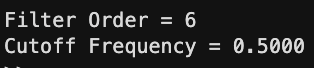 Filter Order = 6
Cutoff Frequency = 0.5000